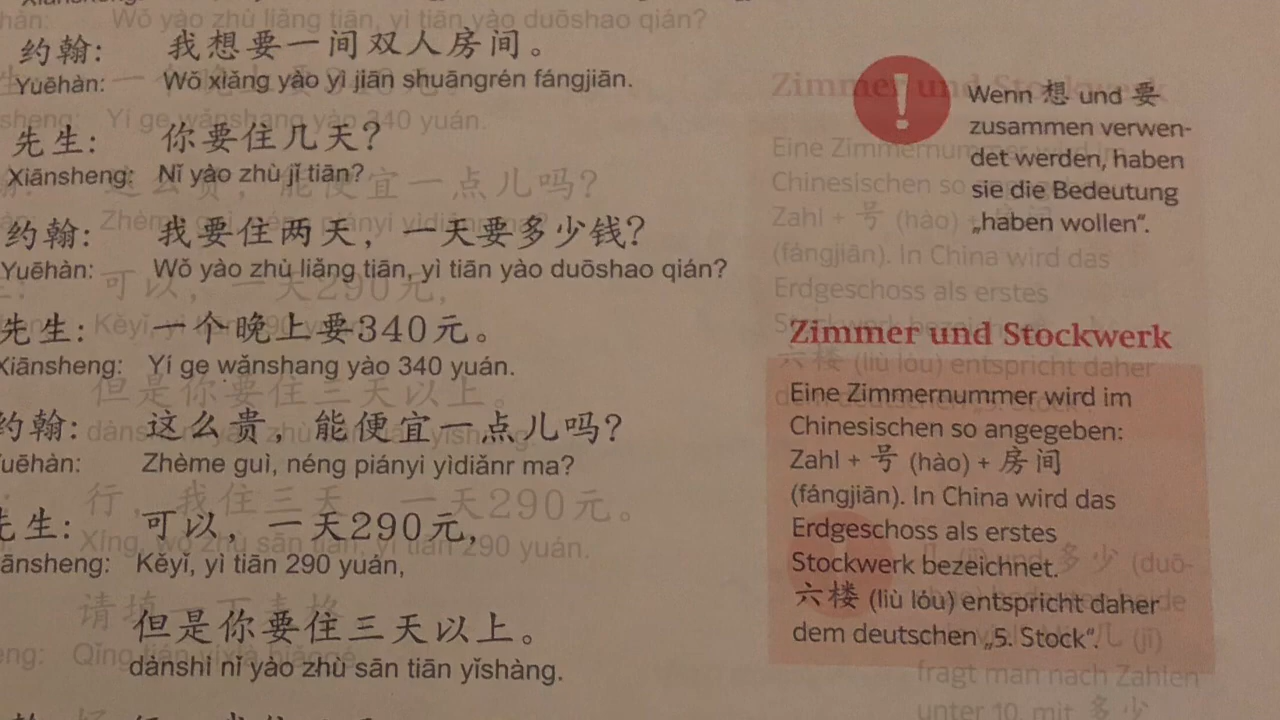 约翰: 我想要一间双人房间。
Yuēhàn: Wǒ xiǎng yào yì jiān shuāngrén fángjiān.
先生: 你要住几天?
Xiānsheng: Nǐ yào zhù jǐ tiān?
约翰: 我要住两天，一天要多少钱?
Yuēhàn: Wǒ yào zhù liǎng tiān, yì tiān yào duōshao qián?
先生: 一个晚上要340元。
Xiānsheng: Yí ge wǎnshang yào 340 yuán.
约翰: 这么贵，能便宜一点儿吗?
uēhàn: Zhème guì, néng piányi yìdiǎnr ma?
先生: 可以，一天290元，
ānsheng: Kěyǐ, yì tiān 290 yuán,
但是你要住三天以上。
dànshì nǐ yào zhù sān tiān yǐshàng.
Wenn 想 und 要
zusammen verwen-
det werden, haben
sie die Bedeutung
„haben wollen“.
Zimmer und Stockwerk
Eine Zimmernummer wird im
Chinesischen so angegeben:
Zahl + 号 (hào) + 房间
(fángjiān). In China wird das
Erdgeschoss als erstes
Stockwerk bezeichnet.
六楼 (liù lóu) entspricht daher
dem deutschen „5. Stock“.